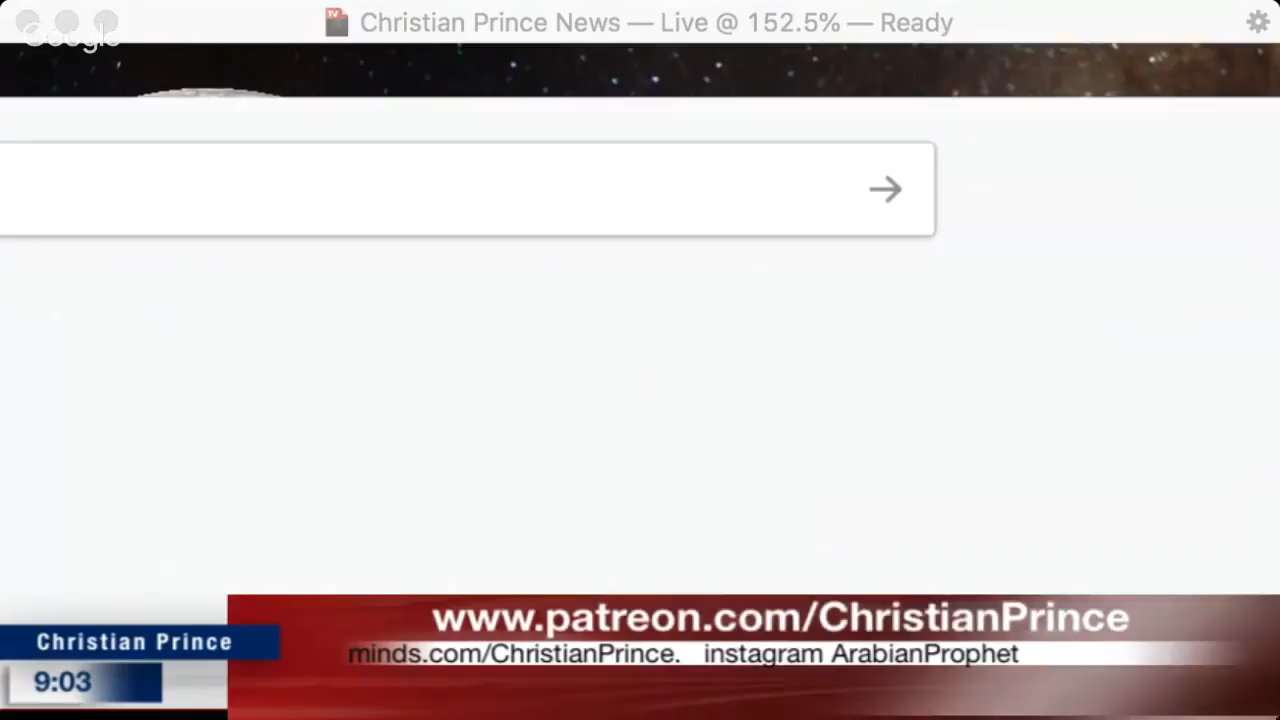 Christian Prince News — Live @ 152.5% — Ready
Google
www.patreon.com/ChristianPrince
Christian Prince
minds.com/ChristianPrince. instagram ArabianProphet
9:03